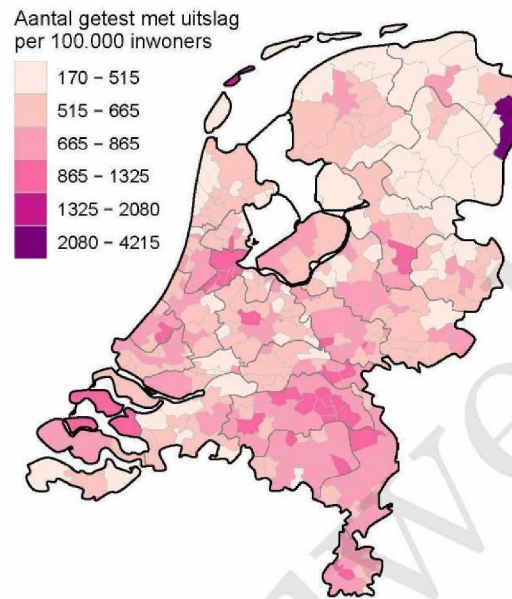 Aantal getest met uitslag
per 100.000 inwoners
170 – 515
515 – 665
665 – 865
865 – 1325
1325 – 2080
2080 – 4215